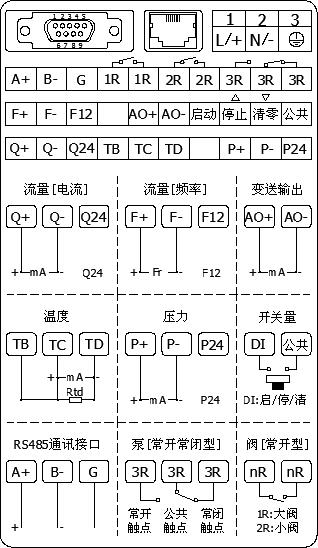 1 2 3
1 2 3 4 5
6 7 8 9
L/+ N/-
A+ B- G 1R 1R 2R 2R 3R 3R 3R
F+ F- F12 AO+ AO- 启动 停止 清零 公共
Q+ Q- Q24 TB TC TD P+ P- P24
流量[电流] 流量[频率] 变送输出
Q+ Q- Q24 F+ F- F12 AO+ AO-
+ mA - Q24 + Fr - F12 + mA -
温度 压力 开关量
TB TC TD P+ P- P24 DI 公共
+ mA -
Rtd
+ mA - P24
DI:启/停/清
RS485通讯接口 泵[常开常闭型] 阀[常开型]
A+ B- G 3R 3R 3R nR nR
常开 公共 常闭 1R:大阀
触点 触点 触点 2R:小阀
+ -